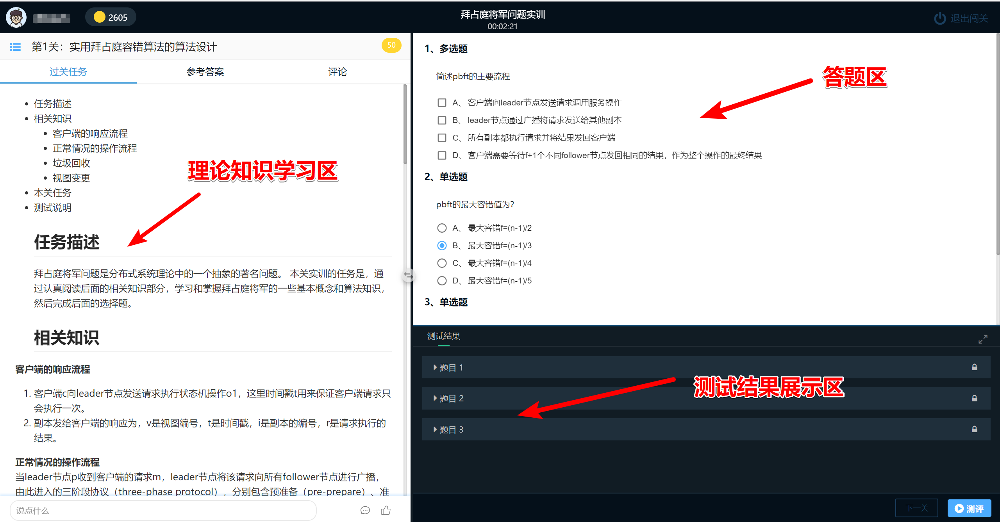 2605
拜占庭将军问题实训
00:02:21
退出闯关
第1关：实用拜占庭容错算法的算法设计
50
过关任务
参考答案
评论
任务描述
相关知识
客户端的响应流程
正常情况的操作流程
垃圾回收
视图变更
本关任务
测试说明
理论知识学习区
任务描述
拜占庭将军问题是分布式系统理论中的一个抽象的著名问题。 本关实训的任务是，通
过认真阅读后面的相关知识部分，学习和掌握拜占庭将军的一些基本概念和算法知识，
然后完成后面的选择题。
相关知识
客户端的响应流程
1. 客户端c向leader节点发送请求执行状态机操作o1，这里时间戳t用来保证客户端请求只
会执行一次。
2. 副本发给客户端的响应为，v是视图编号，t是时间戳，i是副本的编号，r是请求执行的
结果。
正常情况的操作流程
当leader节点p收到客户端的请求m，leader节点将该请求向所有follower节点进行广播，
由此进入的三阶段协议（three-phase protocol），分别包含预准备（pre-prepare）、准
说点什么
1、多选题
简述pbft的主要流程
A、 客户端向leader节点发送请求调用服务操作
B、 leader节点通过广播将请求发送给其他副本
C、 所有副本都执行请求并将结果发回客户端
D、 客户端需要等待f+1个不同follower节点发回相同的结果，作为整个操作的最终结果
答题区
2、单选题
pbft的最大容错值为?
A、 最大容错f=(n-1)/2
B、 最大容错f=(n-1)/3
C、 最大容错f=(n-1)/4
D、 最大容错f=(n-1)/5
3、单选题
测试结果
题目 1
题目 2
题目 3
测试结果展示区
下一关
测评